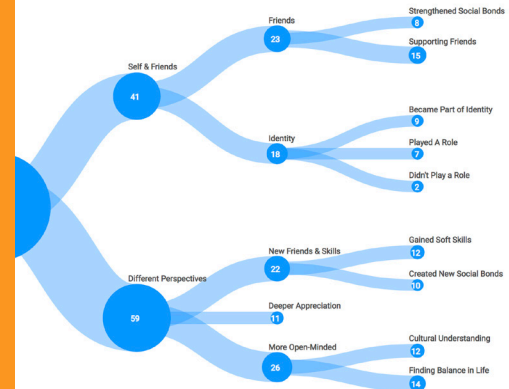 Strengthened Social Bonds
8
Friends
23
Supporting Friends
15
Self & Friends
41
Became Part of Identity
9
Identity
18
Played A Role
7
Didn't Play a Role
2
Gained Soft Skills
12
New Friends & Skills
22
Created New Social Bonds
10
Different Perspectives
59
Deeper Appreciation
11
Cultural Understanding
12
More Open-Minded
26
Finding Balance in Life
14